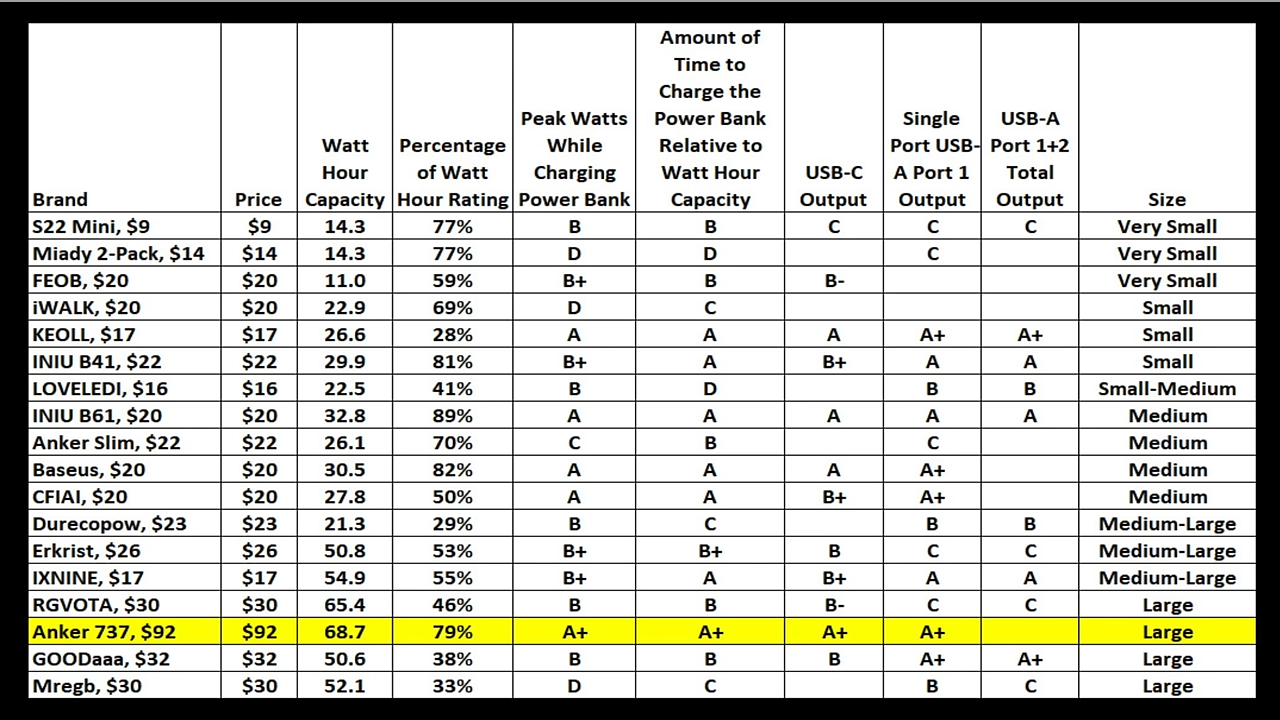 Brand Price Watt Hour Capacity Percentage of Watt Hour Rating Peak Watts While Charging Power Bank Amount of Time to Charge the Power Bank Relative to Watt Hour Capacity USB-C Output Single Port USB-A Port 1 Output USB-A Port 1+2 Total Output Size
S22 Mini, $9 $9 14.3 77% B B C C C Very Small
Miady 2-Pack, $14 $14 14.3 77% D D C Very Small
FEOB, $20 $20 11.0 59% B+ B B- Very Small
iWALK, $20 $20 22.9 69% D C Small
KEOLL, $17 $17 26.6 28% A A A A+ A+ Small
INIU B41, $22 $22 29.9 81% B+ A B+ A A Small
LOVELEDI, $16 $16 22.5 41% B D B B Small-Medium
INIU B61, $20 $20 32.8 89% A A A A A Medium
Anker Slim, $22 $22 26.1 70% C B C Medium
Baseus, $20 $20 30.5 82% A A A A+ Medium
CFIAI, $20 $20 27.8 50% A A B+ A+ Medium
Durecopow, $23 $23 21.3 29% B C B B Medium-Large
Erkrist, $26 $26 50.8 53% B+ B+ B C C Medium-Large
IXNINE, $17 $17 54.9 55% B+ A B+ A A Medium-Large
RGVOTA, $30 $30 65.4 46% B B B- C C Large
Anker 737, $92 $92 68.7 79% A+ A+ A+ A+ Large
GOODaaa, $32 $32 50.6 38% B B B A+ A+ Large
Mregb, $30 $30 52.1 33% D C B C Large